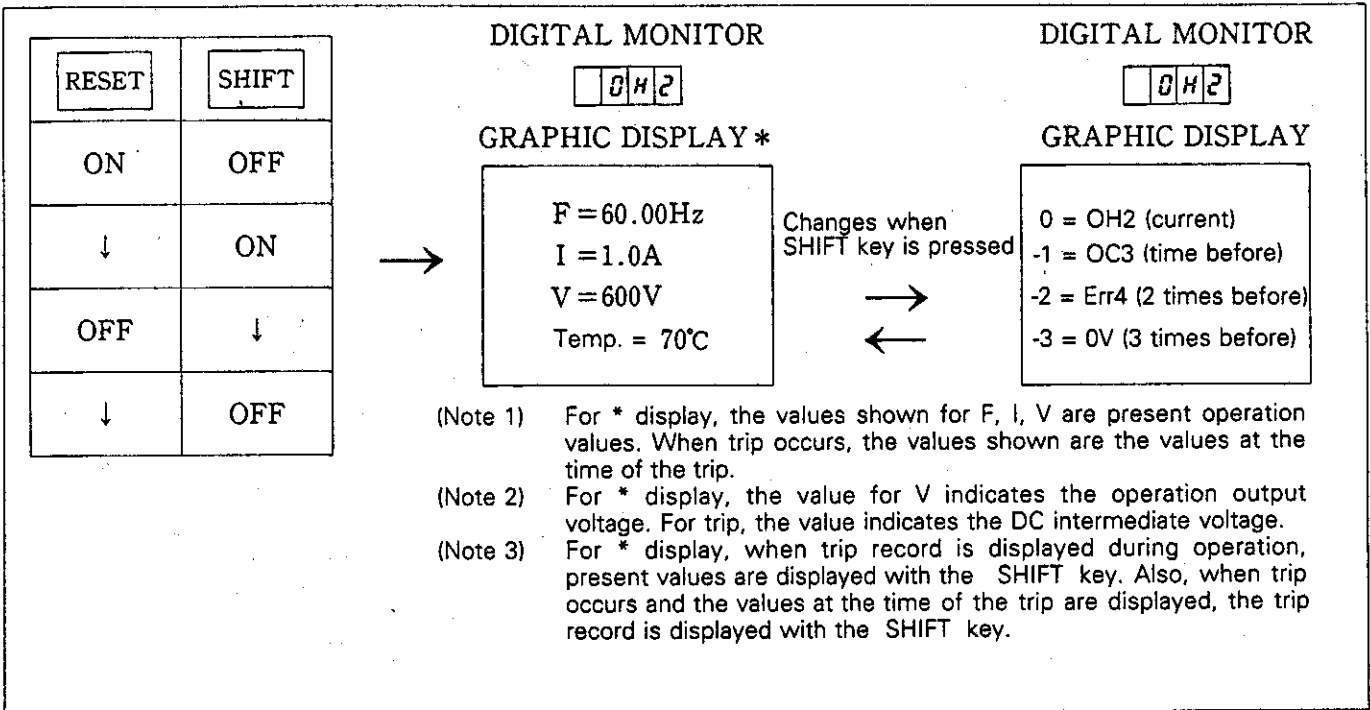 RESET SHIFT
ON OFF
↓ ON
OFF ↓
↓ OFF
→
DIGITAL MONITOR
OH2
GRAPHIC DISPLAY *
F = 60.00Hz
I = 1.0A
V = 600V
Temp. = 70℃
Changes when
SHIFT key is pressed
→
←
DIGITAL MONITOR
OH2
GRAPHIC DISPLAY
0 = OH2 (current)
-1 = OC3 (time before)
-2 = Err4 (2 times before)
-3 = 0V (3 times before)
(Note 1) For * display, the values shown for F, I, V are present operation
values. When trip occurs, the values shown are the values at the
time of the trip.
(Note 2) For * display, the value for V indicates the operation output
voltage. For trip, the value indicates the DC intermediate voltage.
(Note 3) For * display, when trip record is displayed during operation,
present values are displayed with the SHIFT key. Also, when trip
occurs and the values at the time of the trip are displayed, the trip
record is displayed with the SHIFT key.